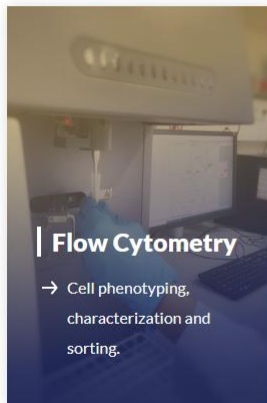 Flow Cytometry
→ Cell phenotyping,
characterization and
sorting.